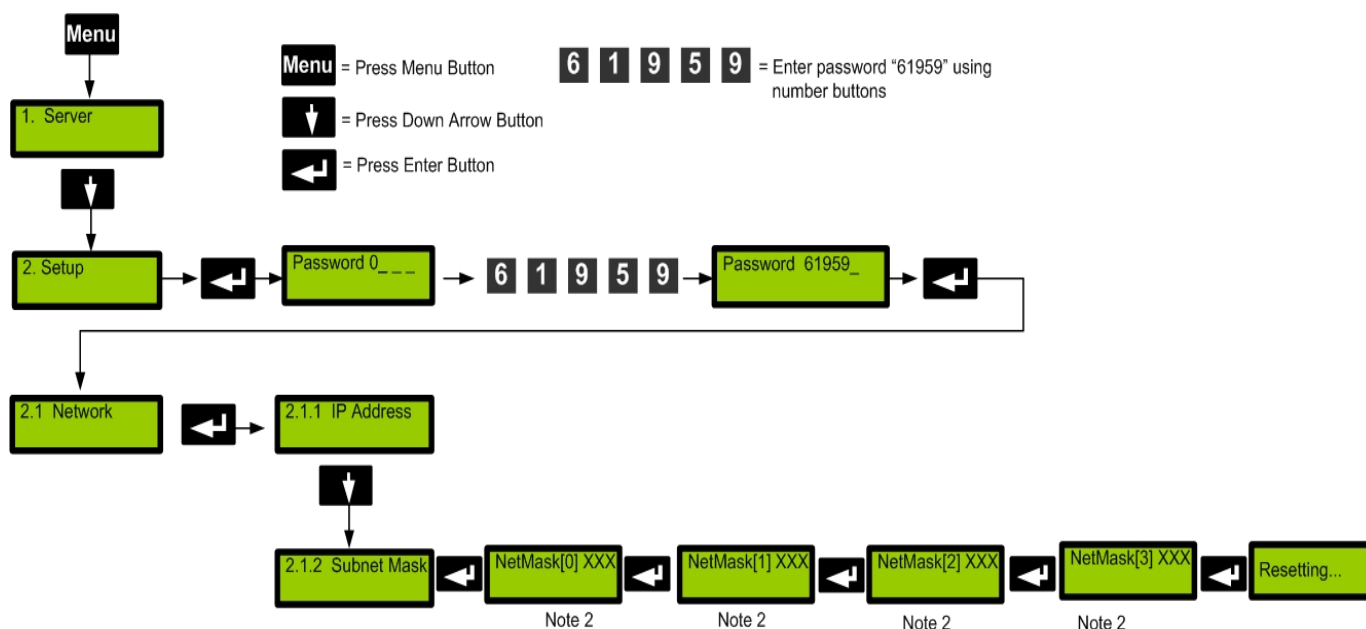 Menu
1. Server
Menu = Press Menu Button
= Press Down Arrow Button
= Press Enter Button
6 1 9 5 9 = Enter password "61959" using
number buttons
2. Setup
Password 0_ _ _
6 1 9 5 9
Password 61959_
2.1 Network
2.1.1 IP Address
2.1.2 Subnet Mask
NetMask[0] XXX
NetMask[1] XXX
NetMask[2] XXX
NetMask[3] XXX
Resetting...
Note 2
Note 2
Note 2
Note 2